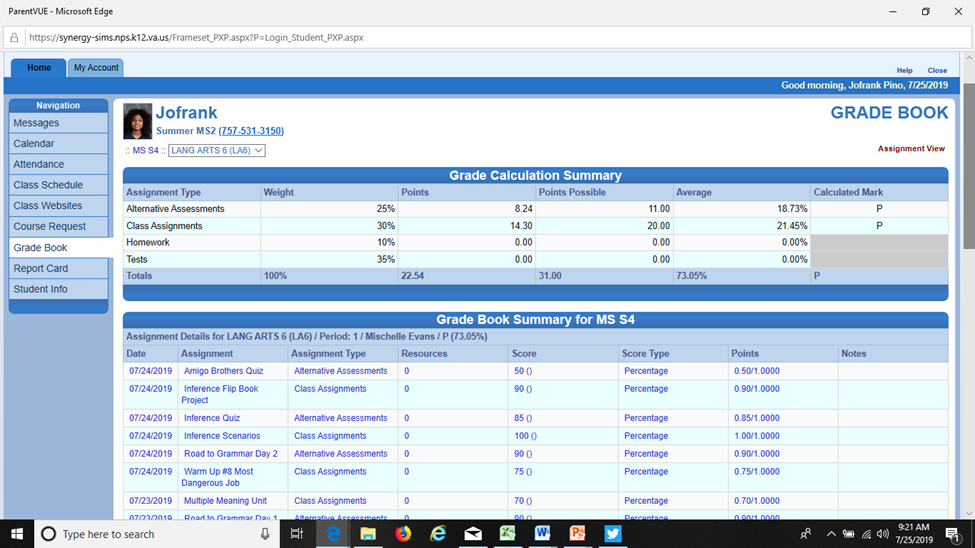 ParentVUE - Microsoft Edge
https://synergy-sims.nps.k12.va.us/Frameset_PXP.aspx?P=Login_Student_PXP.aspx
Home My Account
Help Close
Good morning, Jofrank Pino, 7/25/2019
Navigation
Messages
Calendar
Attendance
Class Schedule
Class Websites
Course Request
Grade Book
Report Card
Student Info
Jofrank
Summer MS2 (757-531-3150)
:: MS S4 :: LANG ARTS 6 (LA6)
GRADE BOOK
Assignment View
Grade Calculation Summary
Assignment Type Weight Points Points Possible Average Calculated Mark
Alternative Assessments 25% 8.24 11.00 18.73% P
Class Assignments 30% 14.30 20.00 21.45% P
Homework 10% 0.00 0.00 0.00%
Tests 35% 0.00 0.00 0.00%
Totals 100% 22.54 31.00 73.05% P
Grade Book Summary for MS S4
Assignment Details for LANG ARTS 6 (LA6) / Period: 1 / Mischelle Evans / P (73.05%)
Date Assignment Assignment Type Resources Score Score Type Points Notes
07/24/2019 Amigo Brothers Quiz Alternative Assessments 0 50 () Percentage 0.50/1.0000
07/24/2019 Inference Flip Book Class Assignments 0 90 () Percentage 0.90/1.0000
Project
07/24/2019 Inference Quiz Alternative Assessments 0 85 () Percentage 0.85/1.0000
07/24/2019 Inference Scenarios Class Assignments 0 100 () Percentage 1.00/1.0000
07/24/2019 Road to Grammar Day 2 Alternative Assessments 0 90 () Percentage 0.90/1.0000
07/24/2019 Warm Up #8 Most Class Assignments 0 75 () Percentage 0.75/1.0000
Dangerous Job
07/23/2019 Multiple Meaning Unit Class Assignments 0 70 () Percentage 0.70/1.0000
07/23/2019 Road to Grammar Day 1 Alternative Assessments 0 90 () Percentage 0.90/1.0000
Type here to search
9:21 AM
7/25/2019
1